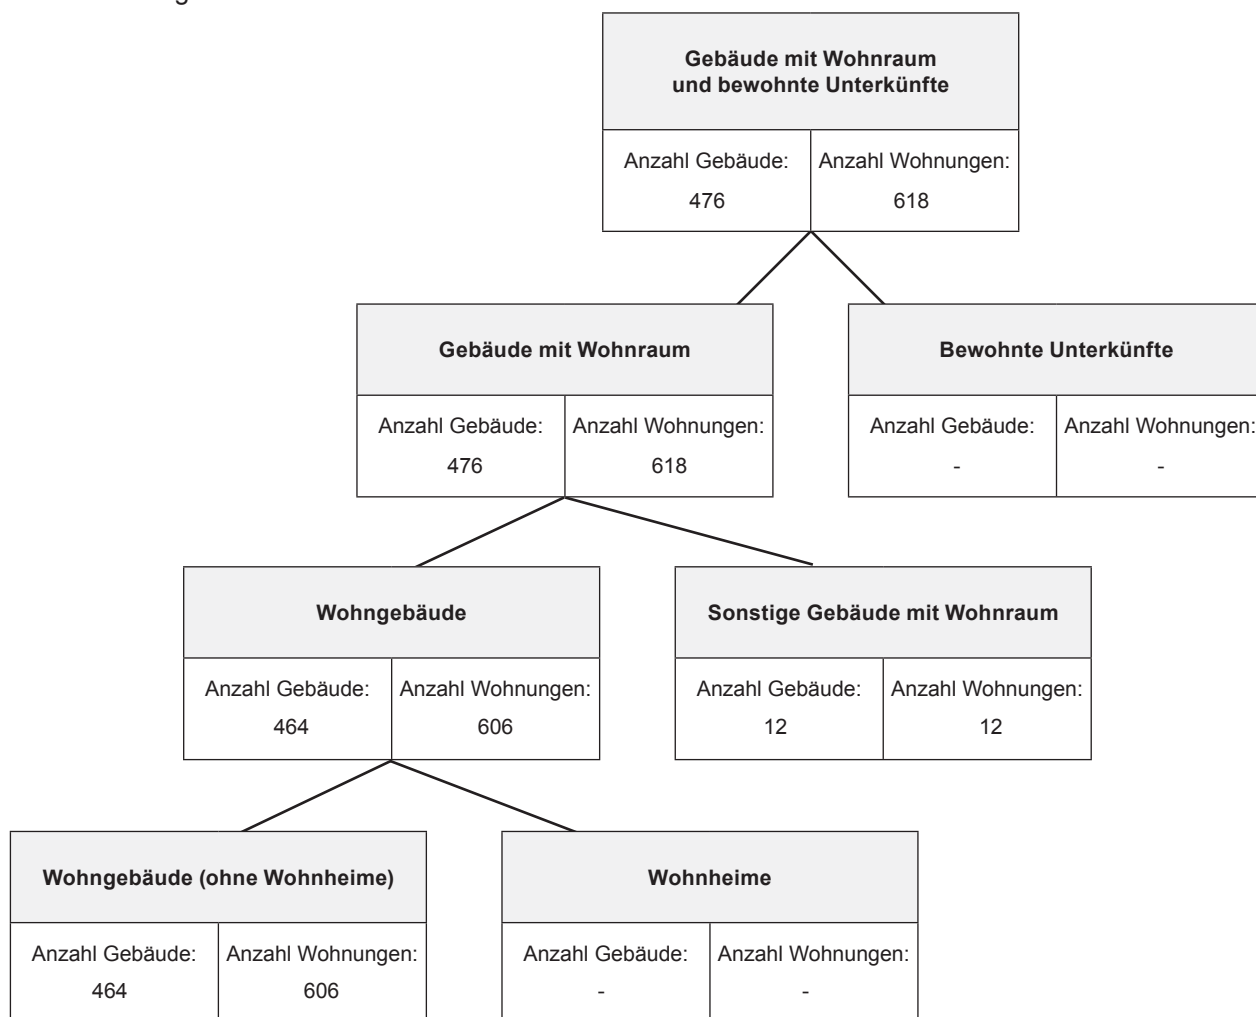 Gebäude mit Wohnraum
und bewohnte Unterkünfte
Anzahl Gebäude: Anzahl Wohnungen:
476 618
Gebäude mit Wohnraum Bewohnte Unterkünfte
Anzahl Gebäude: Anzahl Wohnungen: Anzahl Gebäude: Anzahl Wohnungen:
476 618 - -
Wohngebäude Sonstige Gebäude mit Wohnraum
Anzahl Gebäude: Anzahl Wohnungen: Anzahl Gebäude: Anzahl Wohnungen:
464 606 12 12
Wohngebäude (ohne Wohnheime) Wohnheime
Anzahl Gebäude: Anzahl Wohnungen: Anzahl Gebäude: Anzahl Wohnungen:
464 606 - -